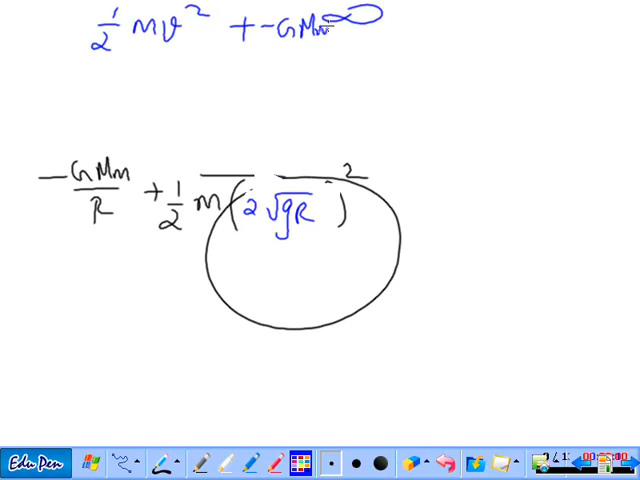 1/2 mv² + -GMm ∞
-GMm/R + 1/2 m(2√gR)²
Edu Pen